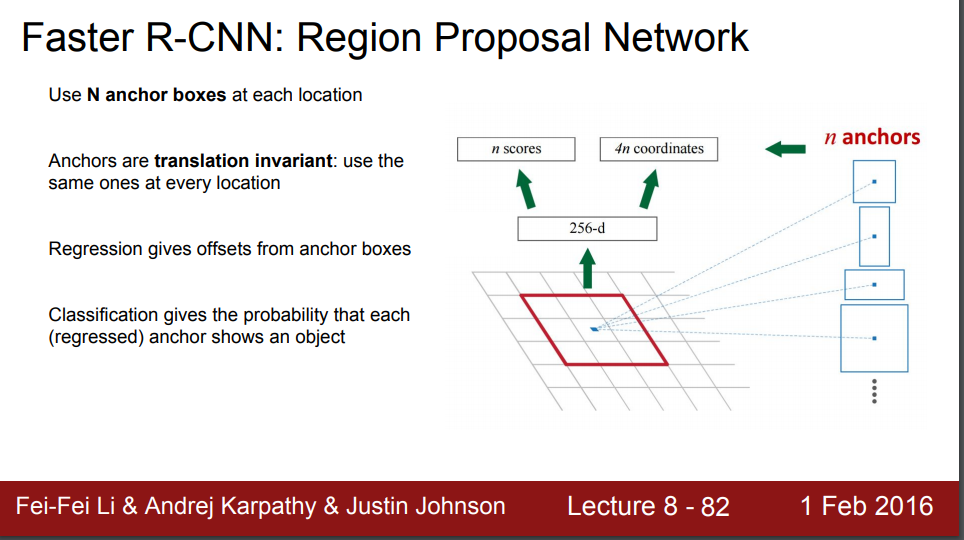 Faster R-CNN: Region Proposal Network
Use N anchor boxes at each location
Anchors are translation invariant: use the
same ones at every location
Regression gives offsets from anchor boxes
Classification gives the probability that each
(regressed) anchor shows an object
n scores
4n coordinates
n anchors
256-d
Fei-Fei Li & Andrej Karpathy & Justin Johnson
Lecture 8 - 82
1 Feb 2016